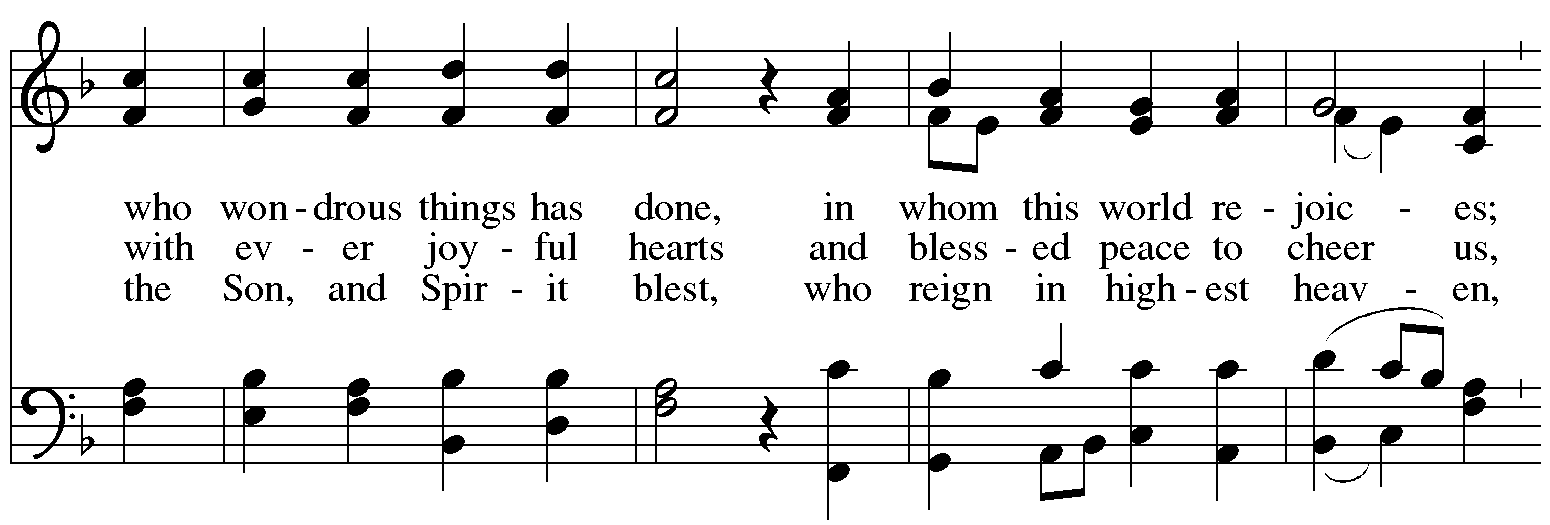 who won - drous things has done, in whom this world re - joic - es;
with ev - er joy - ful hearts and bless - ed peace to cheer us,
the Son, and Spir - it blest, who reign in high - est heav - en,